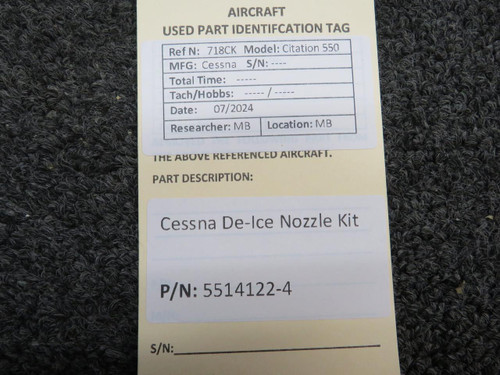 AIRCRAFT
USED PART IDENTIFCATION TAG
Ref N: 718CK Model: Citation 550
MFG: Cessna S/N: ----
Total Time: -----
Tach/Hobbs: ----- / -----
Date: 07/2024
Researcher: MB Location: MB
THE ABOVE REFERENCED AIRCRAFT.
PART DESCRIPTION:
Cessna De-Ice Nozzle Kit
P/N: 5514122-4
S/N: